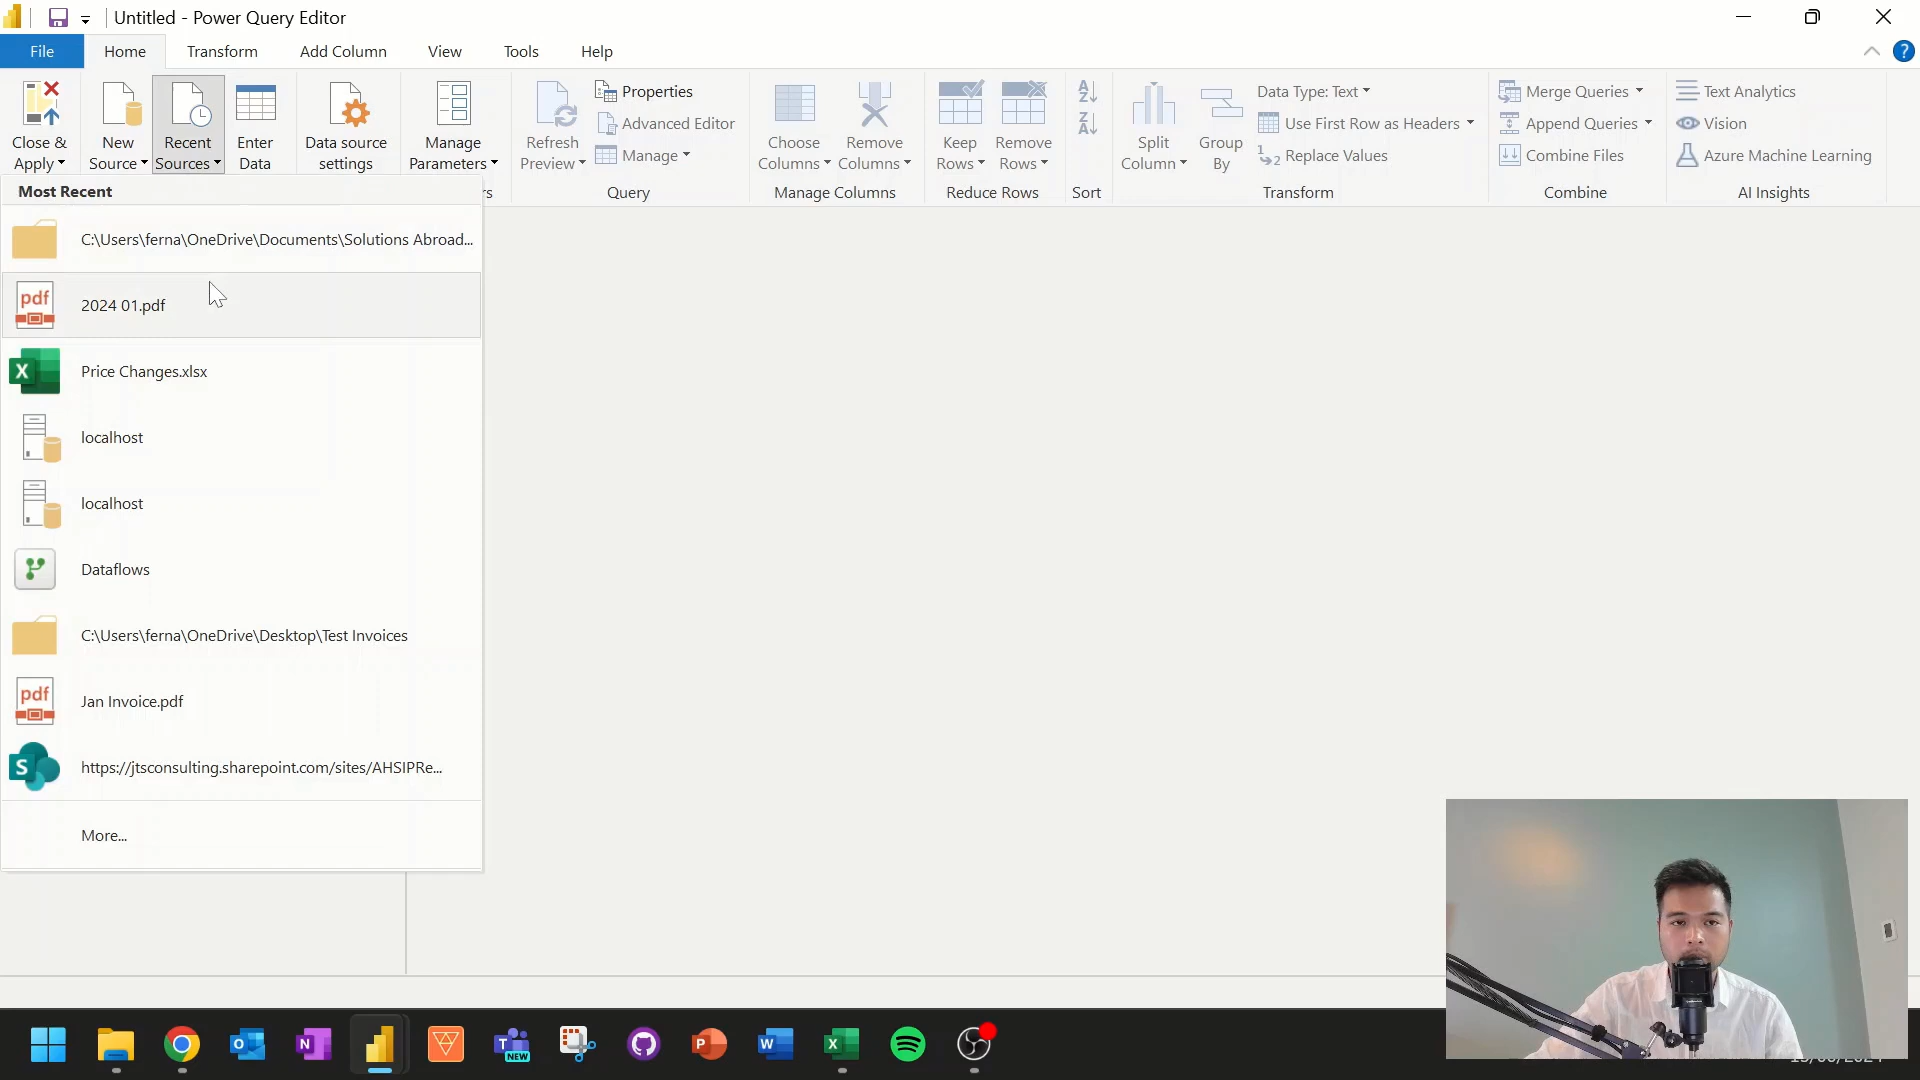 Untitled - Power Query Editor
File Home Transform Add Column View Tools Help
Close & Apply
New Source
Recent Sources
Enter Data
Data source settings
Manage Parameters
Refresh Preview
Properties
Advanced Editor
Manage
Query
Choose Columns
Remove Columns
Manage Columns
Keep Rows
Remove Rows
Reduce Rows
Sort
Split Column
Group By
Data Type: Text
Use First Row as Headers
Replace Values
Transform
Merge Queries
Append Queries
Combine Files
Combine
Text Analytics
Vision
Azure Machine Learning
AI Insights
Most Recent
C:\Users\ferna\OneDrive\Documents\Solutions Abroad...
pdf 2024 01.pdf
X Price Changes.xlsx
localhost
localhost
Dataflows
C:\Users\ferna\OneDrive\Desktop\Test Invoices
pdf Jan Invoice.pdf
S https://jtsconsulting.sharepoint.com/sites/AHSIPRe...
More...
NEW